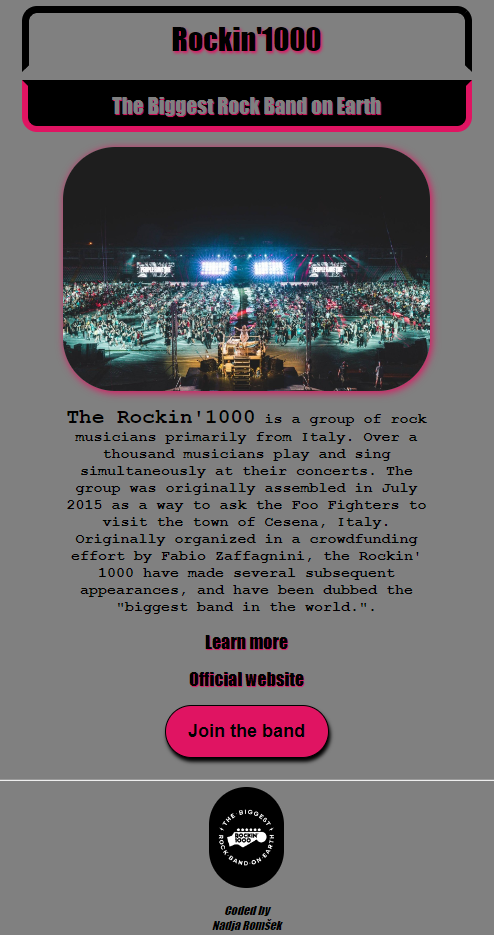 Rockin'1000
The Biggest Rock Band on Earth
The Rockin'1000 is a group of rock
musicians primarily from Italy. Over a
thousand musicians play and sing
simultaneously at their concerts. The
group was originally assembled in July
2015 as a way to ask the Foo Fighters to
visit the town of Cesena, Italy.
Originally organized in a crowdfunding
effort by Fabio Zaffagnini, the Rockin'
1000 have made several subsequent
appearances, and have been dubbed the
"biggest band in the world.".
Learn more
Official website
Join the band
THE BIGGEST
ROCKIN'
1000
ROCK BAND ON EARTH
Coded by
Nadja Romšek